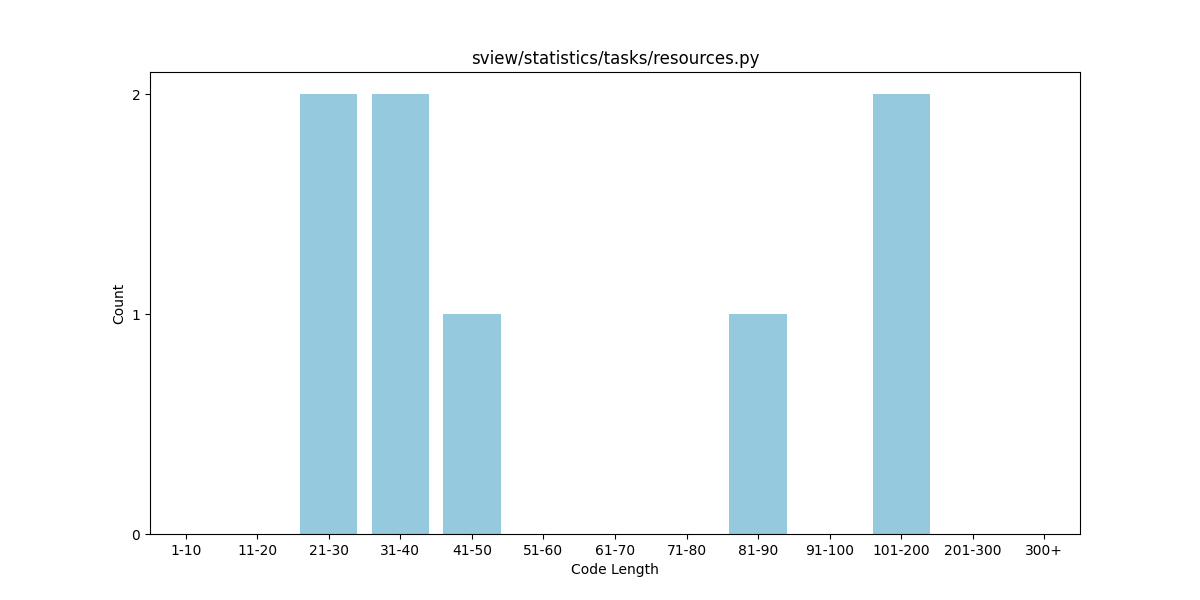 sview/statistics/tasks/resources.py
2
1
0
Count
1-10 11-20 21-30 31-40 41-50 51-60 61-70 71-80 81-90 91-100 101-200 201-300 300+
Code Length